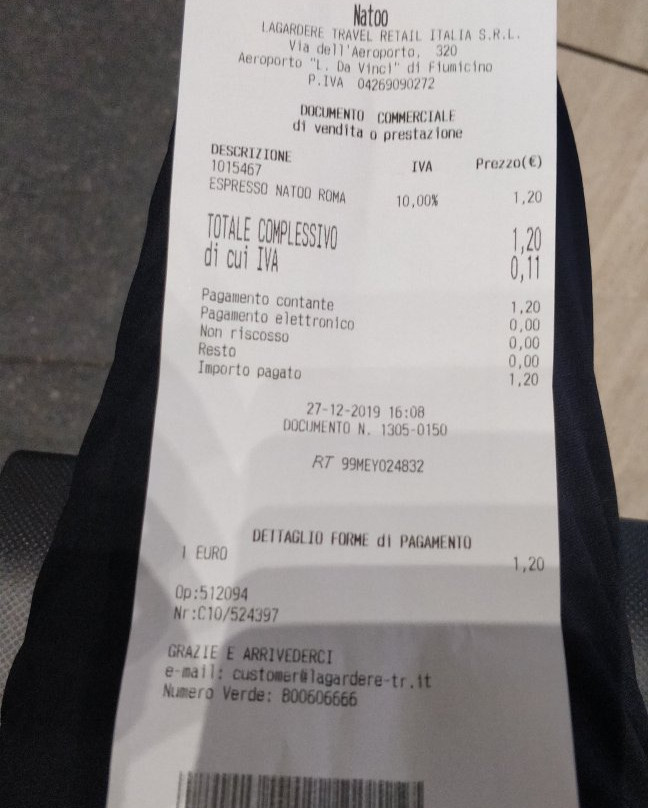 Natoo
LAGARDERE TRAVEL RETAIL ITALIA S.R.L.
Via dell'Aeroporto, 320
Aeroporto "L. Da Vinci" di Fiumicino
P.IVA 04269090272
DOCUMENTO COMMERCIALE
di vendita o prestazione
DESCRIZIONE IVA Prezzo(€)
1015467
ESPRESSO NATOO ROMA 10,00% 1,20
TOTALE COMPLESSIVO 1,20
di cui IVA 0,11
Pagamento contante 1,20
Pagamento elettronico 0,00
Non riscosso 0,00
Resto 0,00
Importo pagato 1,20
27-12-2019 16:08
DOCUMENTO N. 1305-0150
RT 99MEY024832
DETTAGLIO FORME di PAGAMENTO
1 EURO 1,20
Op:512094
Nr:C10/524397
GRAZIE E ARRIVEDERCI
e-mail: customer@lagardere-tr.it
Numero Verde: 800606666